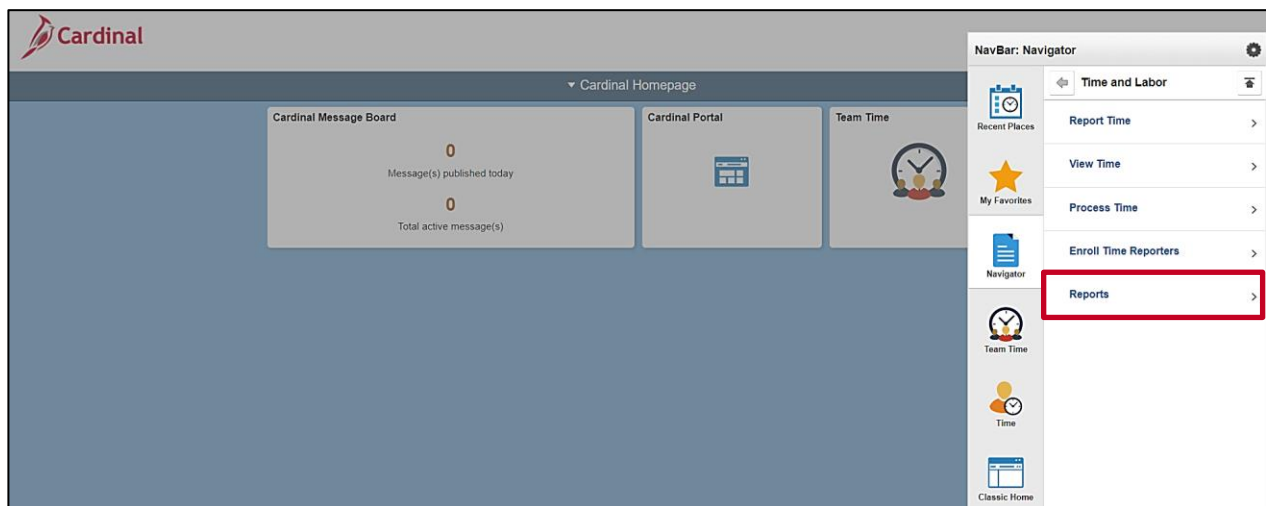 Cardinal
NavBar: Navigator
Cardinal Homepage
Cardinal Message Board
0
Message(s) published today
0
Total active message(s)
Cardinal Portal
Team Time
Recent Places
My Favorites
Navigator
Team Time
Time
Classic Home
Time and Labor
Report Time
View Time
Process Time
Enroll Time Reporters
Reports